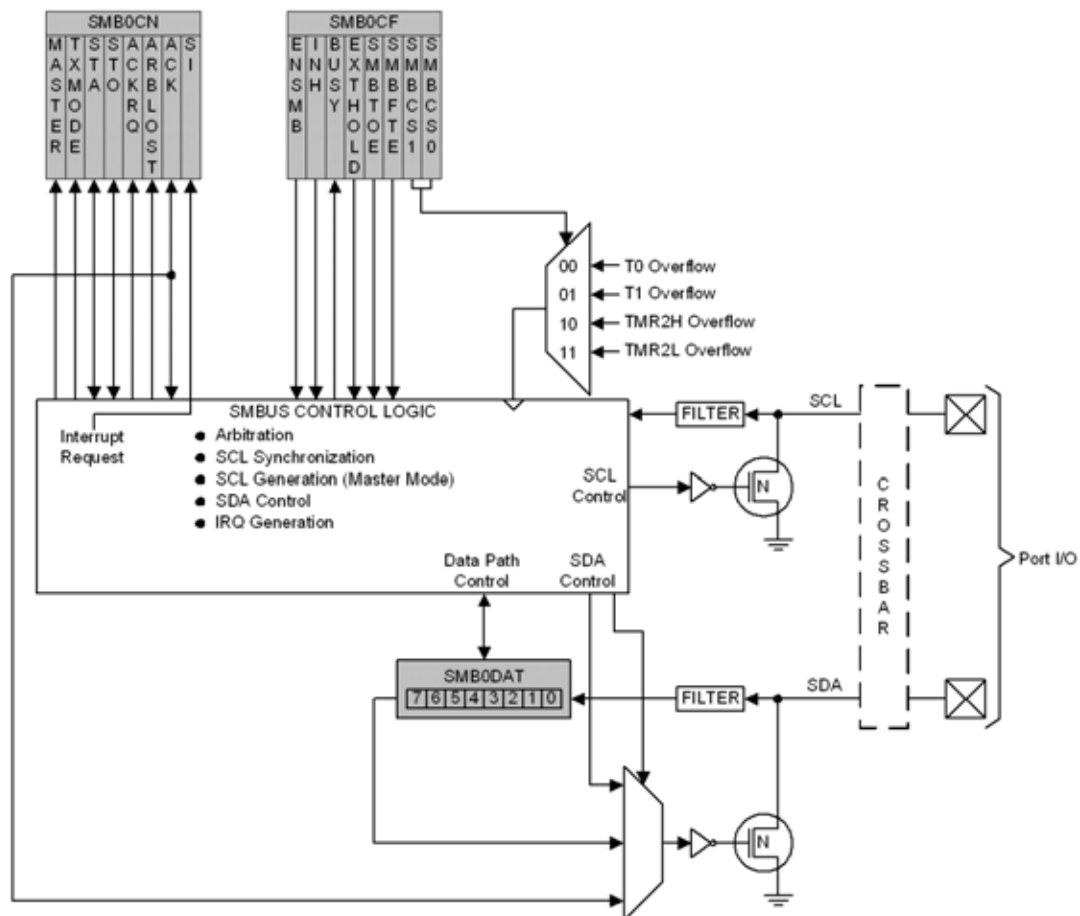 SMB0CN
MASTER
TXMODE
STA
STO
ACKRQ
ARBLOST
ACK
SI
SMB0CF
ENSMB
INH
BUSY
EXTHOLD
SMBTOE
SMBFTE
SMBCS1
SMBCS0
00 T0 Overflow
01 T1 Overflow
10 TMR2H Overflow
11 TMR2L Overflow
SMBUS CONTROL LOGIC
Interrupt
Request
● Arbitration
● SCL Synchronization
● SCL Generation (Master Mode)
● SDA Control
● IRQ Generation
SCL
Control
Data Path
Control
SDA
Control
FILTER
SCL
N
CROSSBAR
Port I/O
SMB0DAT
7 6 5 4 3 2 1 0
FILTER
SDA
N